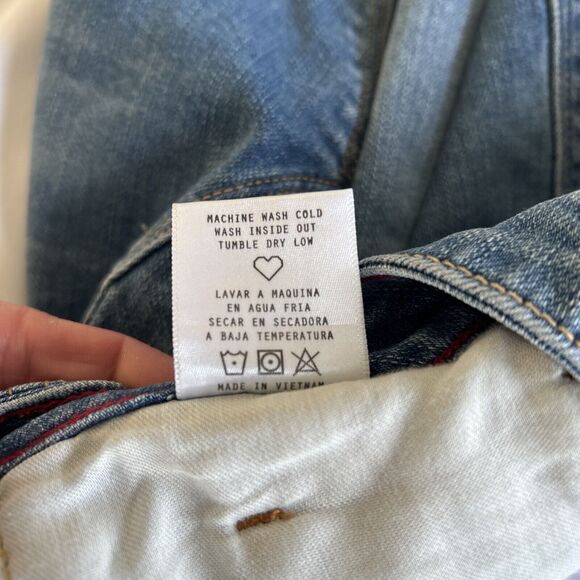 MACHINE WASH COLD
WASH INSIDE OUT
TUMBLE DRY LOW
LAVAR A MAQUINA
EN AGUA FRIA
SECAR EN SECADORA
A BAJA TEMPERATURA
MADE IN VIETNAM